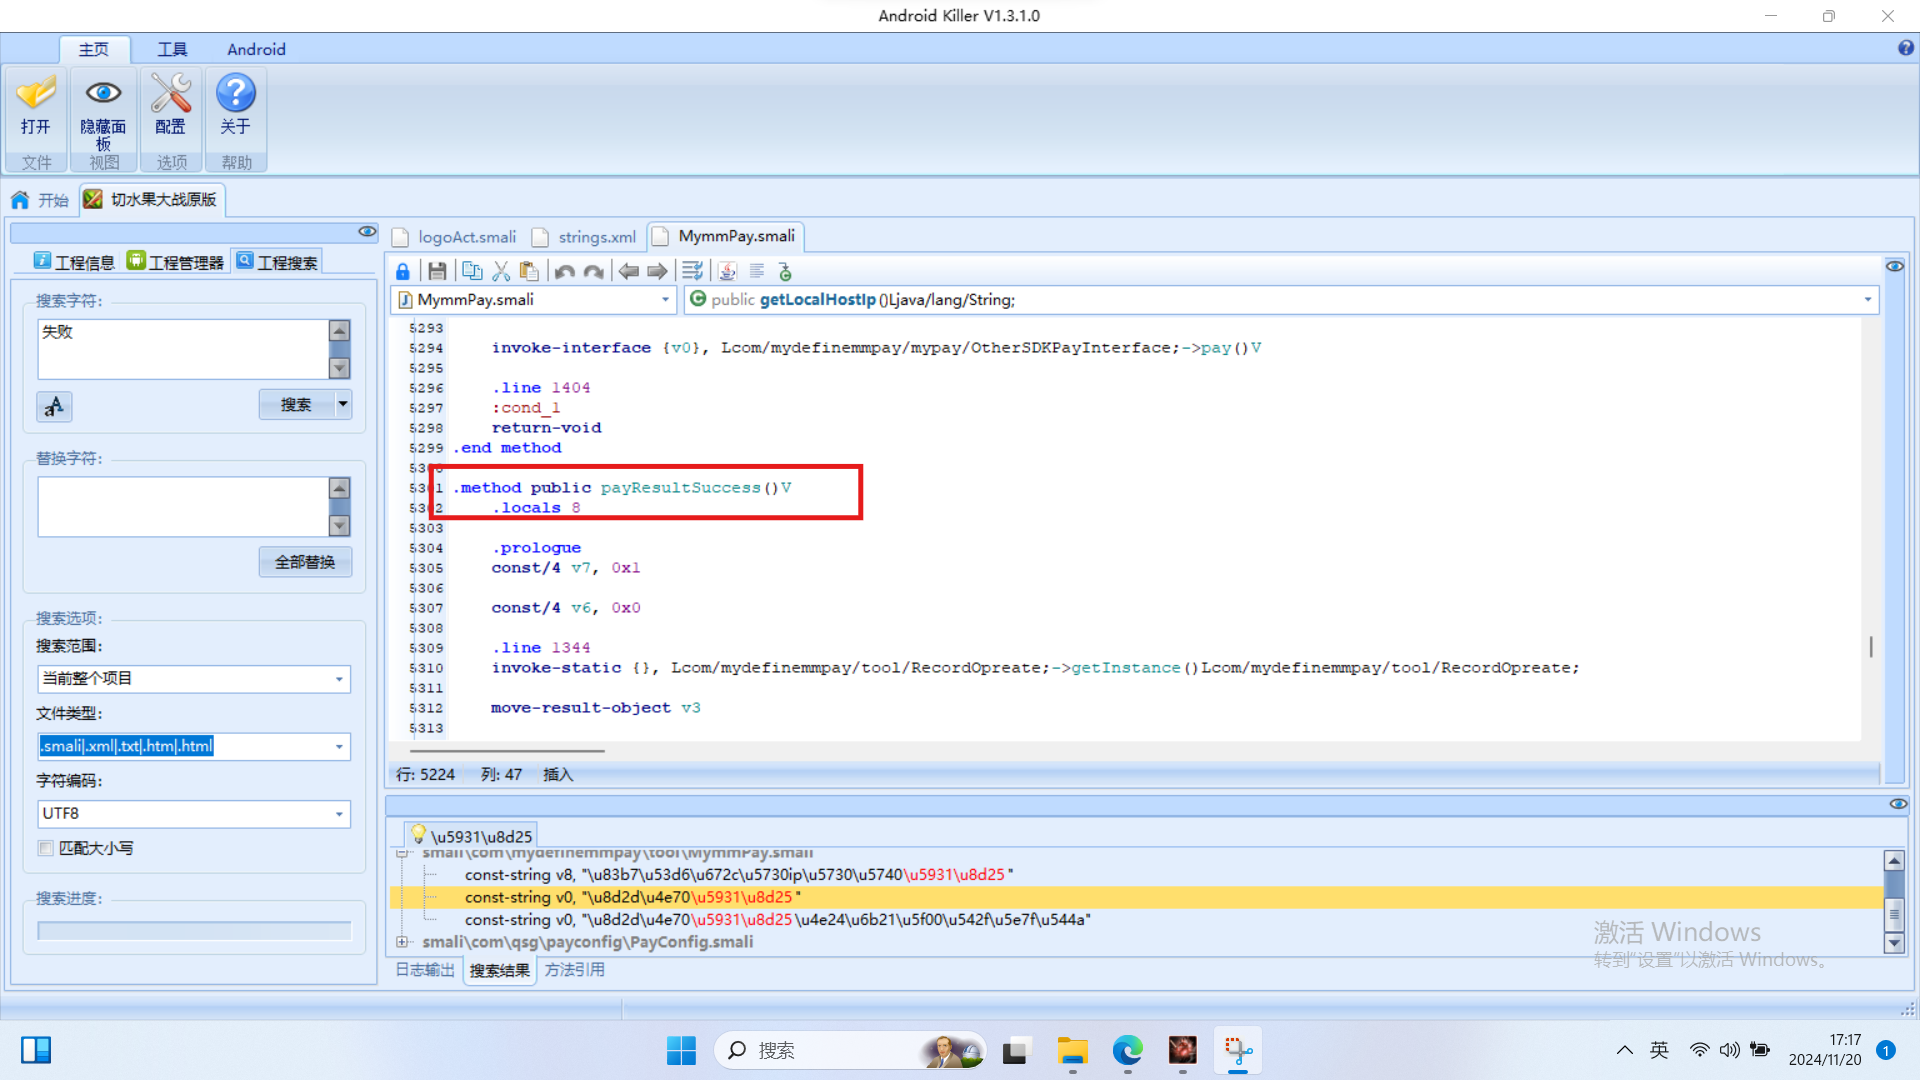 Android Killer V1.3.1.0
主页
工具
Android
打开
隐藏面
板
配置
关于
文件
视图
选项
帮助
开始
切水果大战原版
工程信息
工程管理器
工程搜索
搜索字符:
失败
搜索
替换字符:
全部替换
搜索选项:
搜索范围:
当前整个项目
文件类型:
.smali|.xml|.txt|.htm|.html
字符编码:
UTF8
匹配大小写
搜索进度:
logoAct.smali
strings.xml
MymmPay.smali
MymmPay.smali
public getLocalHostIp()Ljava/lang/String;
5293
5294 invoke-interface {v0}, Lcom/mydefinemmpay/mypay/OtherSDKPayInterface;->pay()V
5295
5296 .line 1404
5297 :cond_1
5298 return-void
5299 .end method
5300
5301 .method public payResultSuccess()V
5302 .locals 8
5303
5304 .prologue
5305 const/4 v7, 0x1
5306
5307 const/4 v6, 0x0
5308
5309 .line 1344
5310 invoke-static {}, Lcom/mydefinemmpay/tool/RecordOpreate;->getInstance()Lcom/mydefinemmpay/tool/RecordOpreate;
5311
5312 move-result-object v3
5313
行: 5224 列: 47 插入
\u5931\u8d25
smali\com\mydefinemmpay\tool\MymmPay.smali
const-string v8, "\u83b7\u53d6\u672c\u5730ip\u5730\u5740\u5931\u8d25"
const-string v0, "\u8d2d\u4e70\u5931\u8d25"
const-string v0, "\u8d2d\u4e70\u5931\u8d25\u4e24\u6b21\u5f00\u542f\u5e7f\u544a"
smali\com\qsg\payconfig\PayConfig.smali
日志输出
搜索结果
方法引用
激活 Windows
转到"设置"以激活 Windows。
搜索
英
17:17
2024/11/20
1